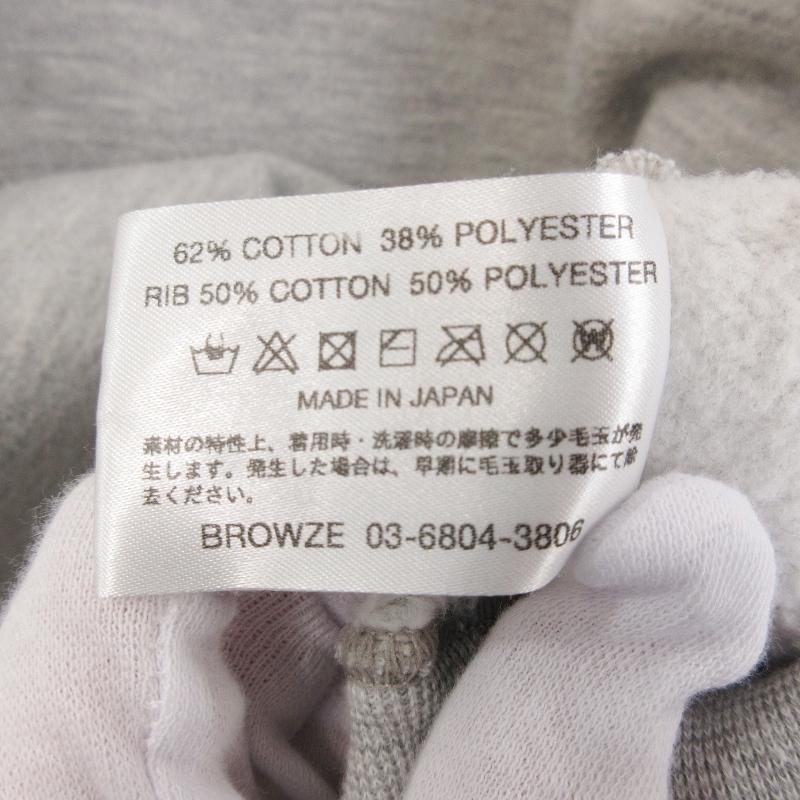 62% COTTON 38% POLYESTER
RIB 50% COTTON 50% POLYESTER
MADE IN JAPAN
素材の特性上、着用時・洗濯時の摩擦で多少毛玉が発
生します。発生した場合は、早期に毛玉取り器にて除
去ください。
BROWZE 03-6804-3806